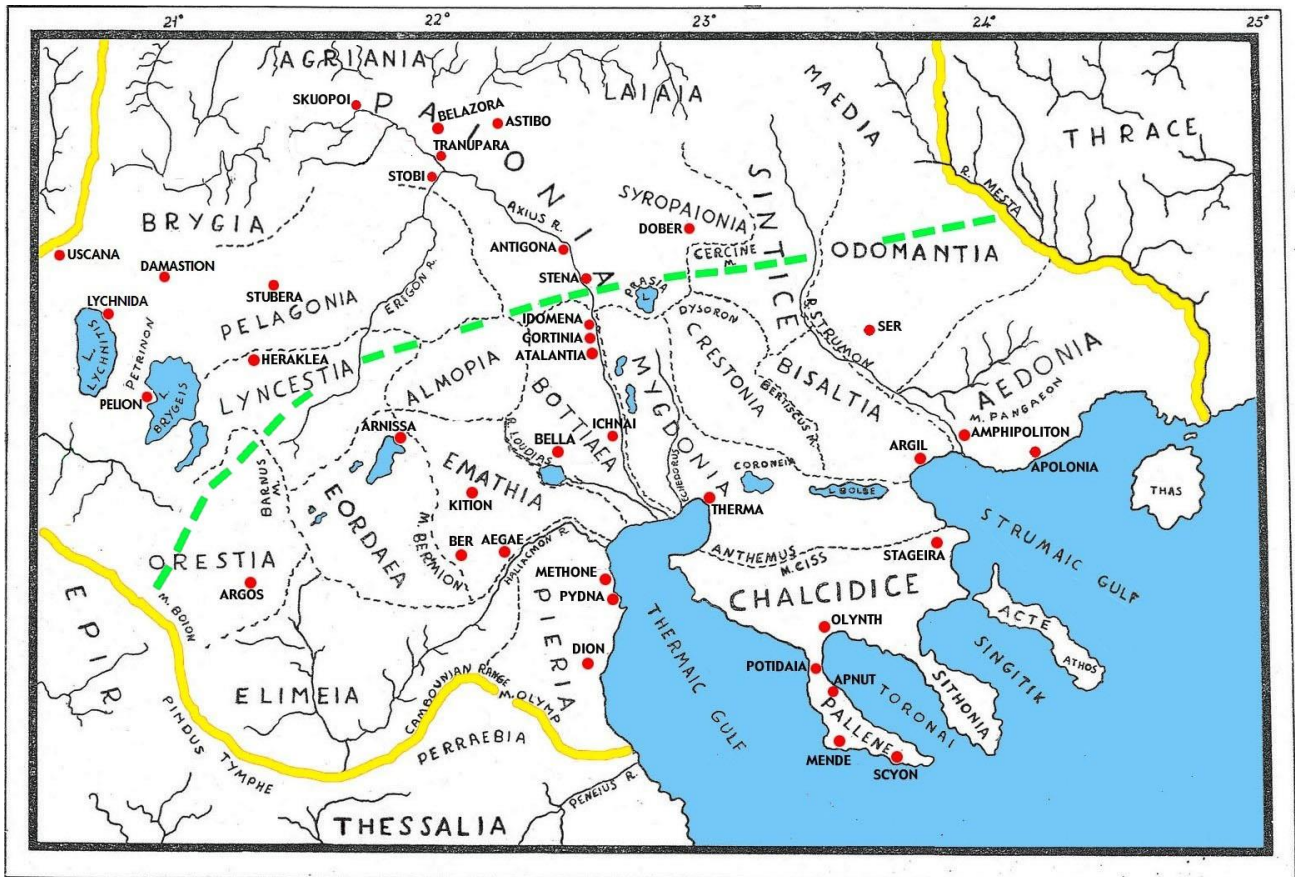 21°
22°
23°
24°
25°
AGRIANIA
LAIAIA
MAEDIA
THRACE
SKUOPOI
PAIONIA
BELAZORA
ASTIBO
TRANUPARA
STOBI
SINTICE
R. MESTA
BRYGIA
AXIUS R.
SYROPAIONIA
DOBER
USCANA
DAMASTION
ANTIGONA
CERCINE M.
ODOMANTIA
STUBERA
ERIGON R.
STENA
PRASIA L.
LYCHNIDA
L. LYCHNITIS
PELAGONIA
IDOMENA
GORTINIA
ATALANTIA
DYSORON
R. STRUMON
SER
PETRINON
HERAKLEA
LYNCESTIA
ALMOPIA
MYGDONIA
CRESTONIA
BISALTIA
AEDONIA
PELION
L. BRYGEIS
BOTTIAEA
BERTISCUS R.
M. PANGAEON
ARNISSA
R. LOUDIAS
BELLA
ICHNAI
AMPHIPOLITON
ARGIL
APOLONIA
BARNUS M.
EORDAEA
EMATHIA
KITION
ECHEDORUS
CORONEIA
L. BOLBE
THERMA
THAS
ORESTIA
ARGOS
M. BERMION
BER
AEGAE
HALIACMON R.
ANTHEMUS
M. CISS
STAGEIRA
STRUMAIC GULF
EPIR
M. BOION
METHONE
PYDNA
PIERIA
CHALCIDICE
ACTE
ATHOS
OLYNTH
SINGITIK
DION
THERMAIC GULF
POTIDAIA
APNUT
TORONAI
SITHONIA
ELIMEIA
CAMBOUNIAN RANGE
M. OLYMP
PALLENE
PINDUS
TYMPHE
PERRAEBIA
MENDE
SCYON
PENEIUS R.
THESSALIA